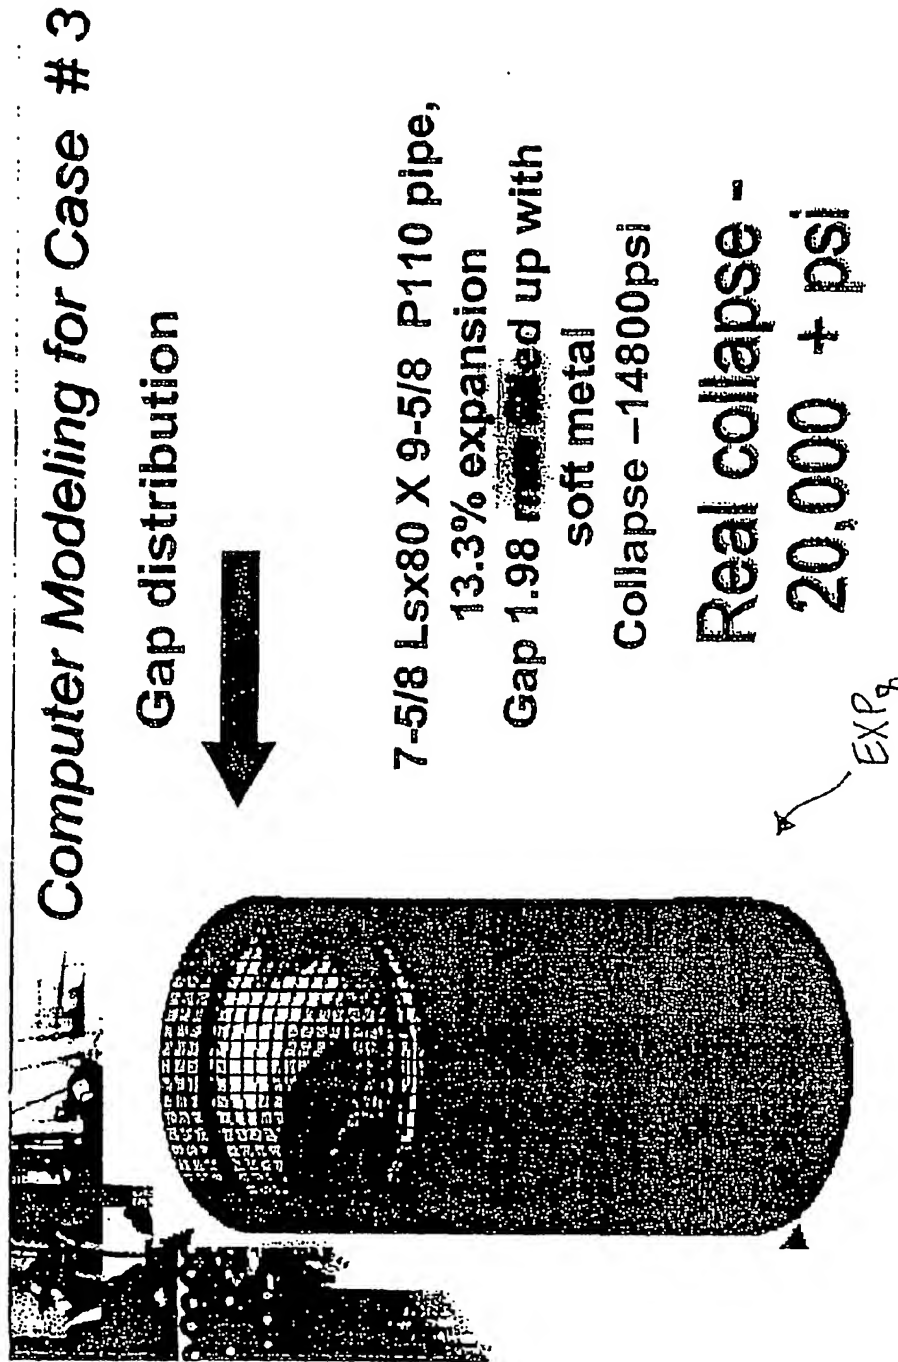 Computer Modeling for Case # 3
Gap distribution
7-5/8 Lsx80 X 9-5/8 P110 pipe,
13.3% expansion
Gap 1.98 up with
soft metal
Collapse –14800psi
Real collapse -
20,000 + psi
EXP